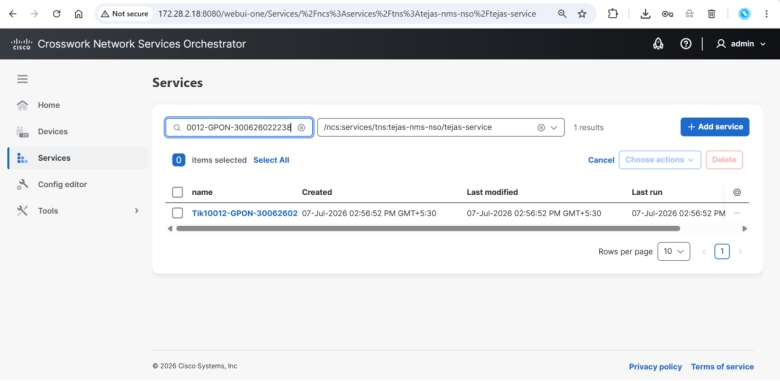 Not secure 172.28.2.18:8080/webui-one/Services/%2Fncs%3Aservices%2Ftns%3Atejas-nms-nso%2Ftejas-service
CISCO Crosswork Network Services Orchestrator admin
Services
Home
Devices
Services
Config editor
Tools
0012-GPON-300626022238 /ncs:services/tns:tejas-nms-nso/tejas-service 1 results + Add service
0 items selected Select All Cancel Choose actions Delete
name Created Last modified Last run
Tik10012-GPON-30062602 07-Jul-2026 02:56:52 PM GMT+5:30 07-Jul-2026 02:56:52 PM GMT+5:30 07-Jul-2026 02:56:52 PM
Rows per page 10 1
© 2026 Cisco Systems, Inc Privacy policy Terms of service